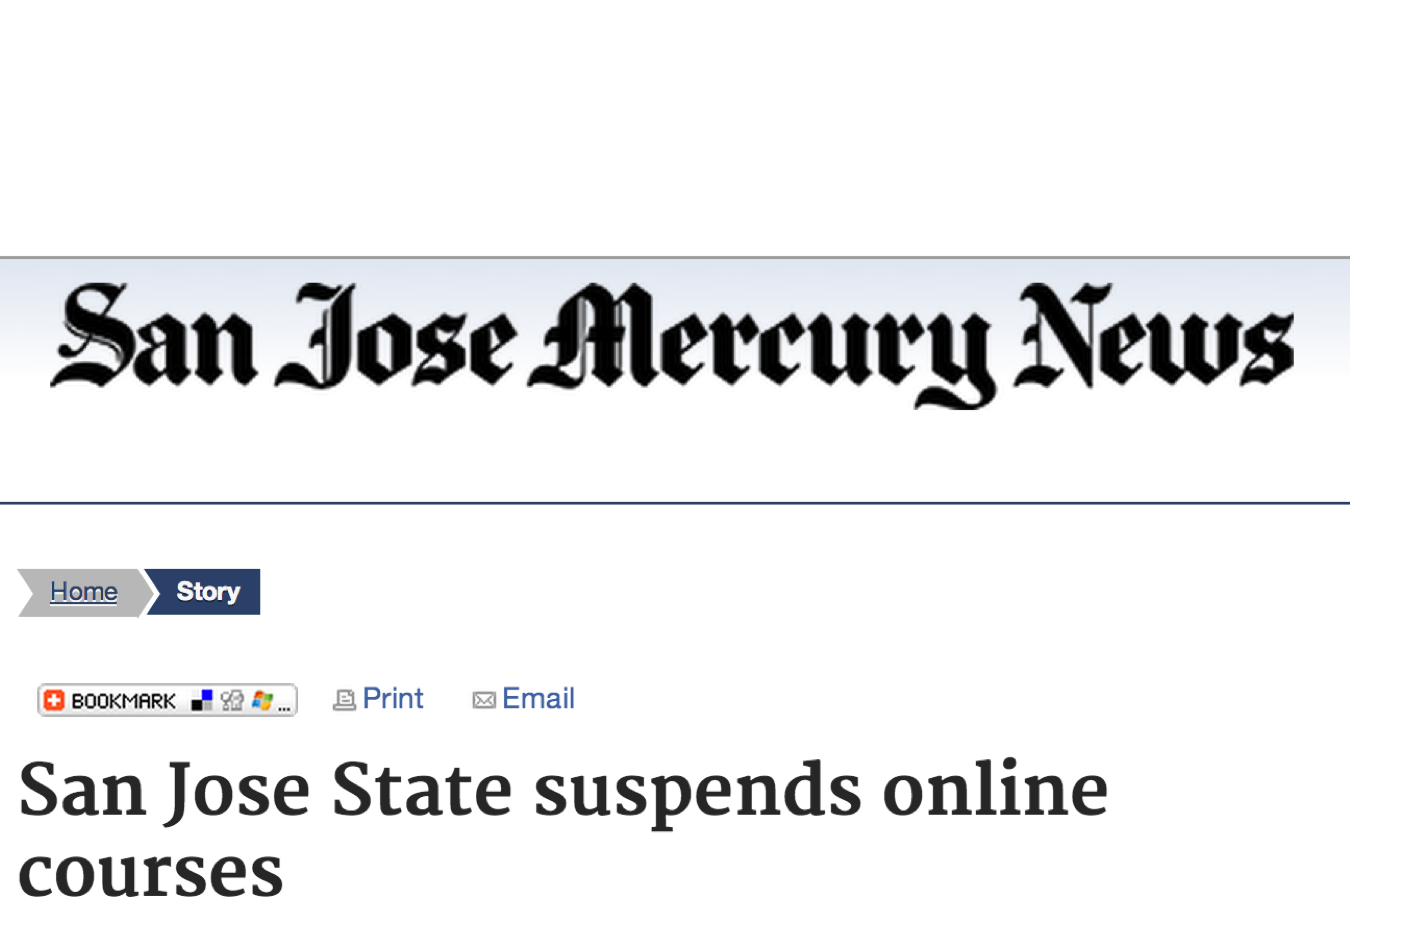 San Jose Mercury News
Home Story
BOOKMARK ... Print Email
San Jose State suspends online
courses